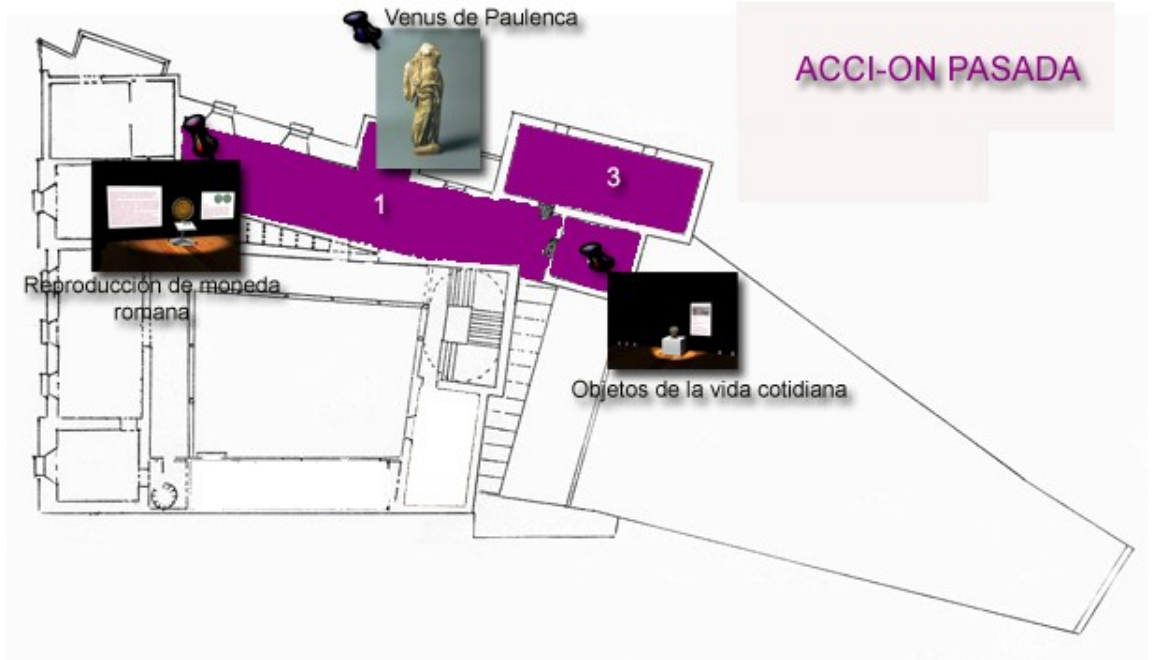 Venus de Paulenca
ACCI-ON PASADA
3
1
Reproducción de moneda
romana
Objetos de la vida cotidiana